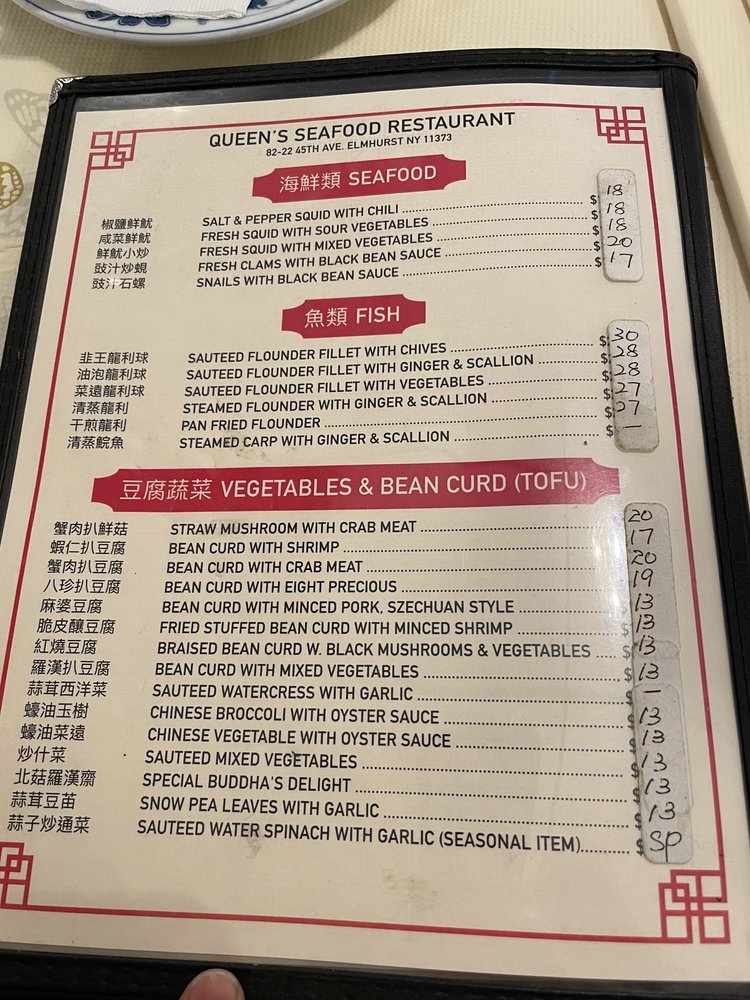 QUEEN'S SEAFOOD RESTAURANT
82-22 45TH AVE. ELMHURST NY 11373
海鮮類 SEAFOOD
椒鹽鮮魷 SALT & PEPPER SQUID WITH CHILI $ 18
咸菜鮮魷 FRESH SQUID WITH SOUR VEGETABLES $ 18
鮮魷小炒 FRESH SQUID WITH MIXED VEGETABLES $ 18
豉汁炒蜆 FRESH CLAMS WITH BLACK BEAN SAUCE $ 20
豉汁石螺 SNAILS WITH BLACK BEAN SAUCE $ 17
魚類 FISH
韭王龍利球 SAUTEED FLOUNDER FILLET WITH CHIVES $ 30
油泡龍利球 SAUTEED FLOUNDER FILLET WITH GINGER & SCALLION $ 28
菜遠龍利球 SAUTEED FLOUNDER FILLET WITH VEGETABLES $ 28
清蒸龍利 STEAMED FLOUNDER WITH GINGER & SCALLION $ 27
干煎龍利 PAN FRIED FLOUNDER $ 27
清蒸鯇魚 STEAMED CARP WITH GINGER & SCALLION $ —
豆腐蔬菜 VEGETABLES & BEAN CURD (TOFU)
蟹肉扒鮮菇 STRAW MUSHROOM WITH CRAB MEAT 20
蝦仁扒豆腐 BEAN CURD WITH SHRIMP 17
蟹肉扒豆腐 BEAN CURD WITH CRAB MEAT 20
八珍扒豆腐 BEAN CURD WITH EIGHT PRECIOUS 19
麻婆豆腐 BEAN CURD WITH MINCED PORK, SZECHUAN STYLE $ 13
脆皮釀豆腐 FRIED STUFFED BEAN CURD WITH MINCED SHRIMP $ 13
紅燒豆腐 BRAISED BEAN CURD W. BLACK MUSHROOMS & VEGETABLES $ 13
羅漢扒豆腐 BEAN CURD WITH MIXED VEGETABLES $ 13
蒜茸西洋菜 SAUTEED WATERCRESS WITH GARLIC $ —
蠔油玉樹 CHINESE BROCCOLI WITH OYSTER SAUCE $ 13
蠔油菜遠 CHINESE VEGETABLE WITH OYSTER SAUCE $ 13
炒什菜 SAUTEED MIXED VEGETABLES $ 13
北菇羅漢齋 SPECIAL BUDDHA'S DELIGHT $ 13
蒜茸豆苗 SNOW PEA LEAVES WITH GARLIC $ 13
蒜子炒通菜 SAUTEED WATER SPINACH WITH GARLIC (SEASONAL ITEM) $ SP